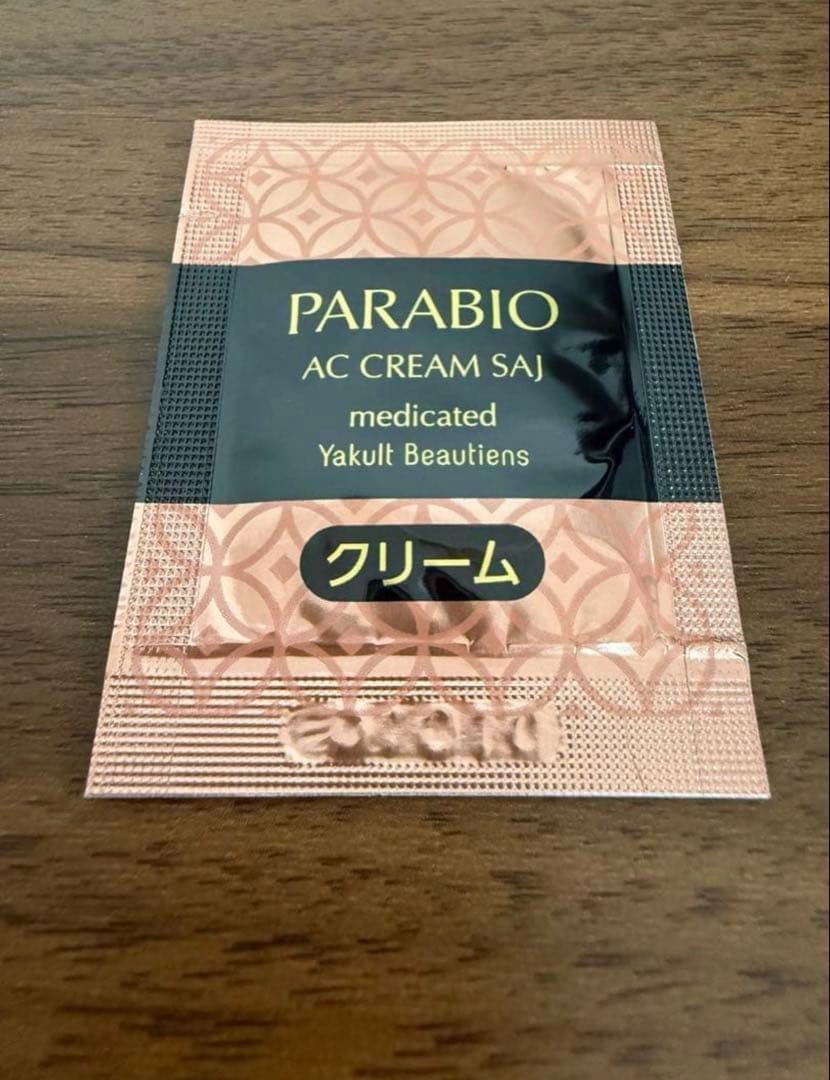 PARABIO
AC CREAM SAJ
medicated
Yakult Beautiens
クリーム